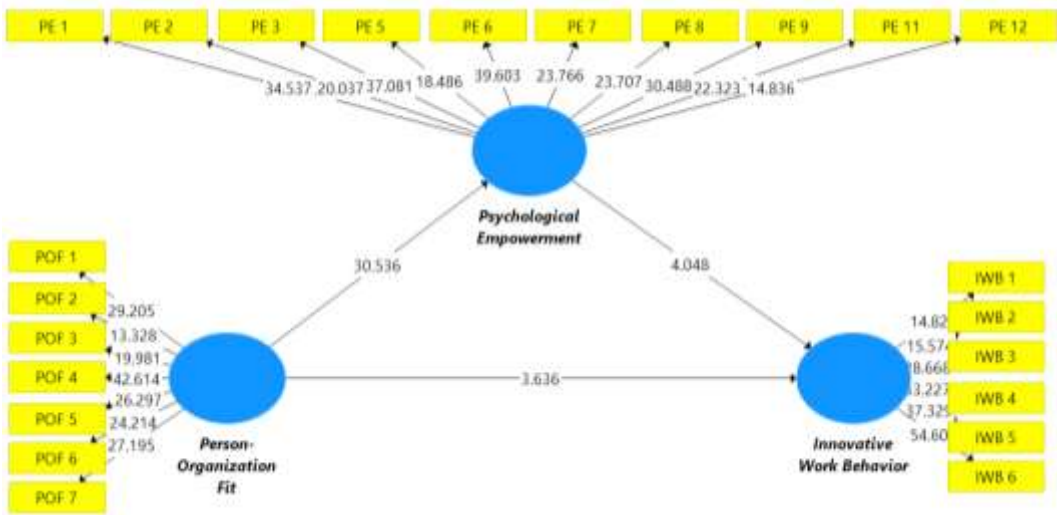 PE 1
PE 2
PE 3
PE 5
PE 6
PE 7
PE 8
PE 9
PE 11
PE 12
34.537
20.037
37.081
18.486
39.603
23.766
23.707
30.488
22.323
14.836
Psychological
Empowerment
30.536
4.048
POF 1
POF 2
POF 3
POF 4
POF 5
POF 6
POF 7
29.205
13.328
19.981
42.614
26.297
24.214
27.195
Person-
Organization
Fit
3.636
Innovative
Work Behavior
IWB 1
IWB 2
IWB 3
IWB 4
IWB 5
IWB 6